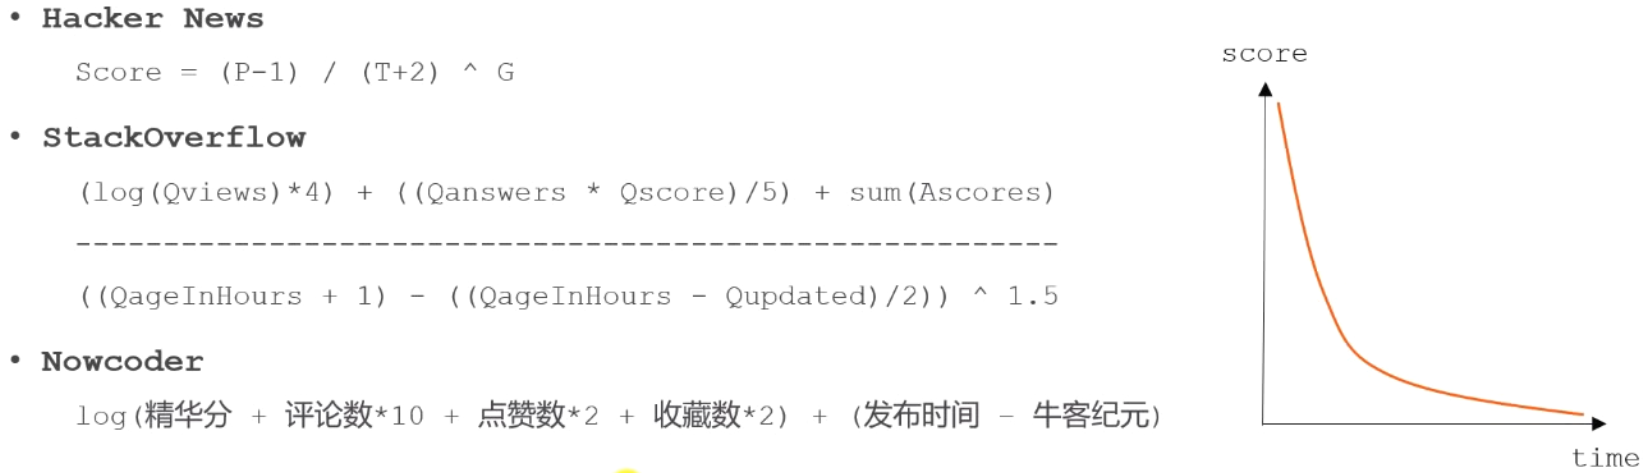 • Hacker News
Score = (P-1) / (T+2) ^ G
• StackOverflow
(log(Qviews)*4) + ((Qanswers * Qscore)/5) + sum(Ascores)
--------------------------------------------------------
((QageInHours + 1) - ((QageInHours - Qupdated)/2)) ^ 1.5
• Nowcoder
log(精华分 + 评论数*10 + 点赞数*2 + 收藏数*2) + (发布时间 – 牛客纪元)
score
time